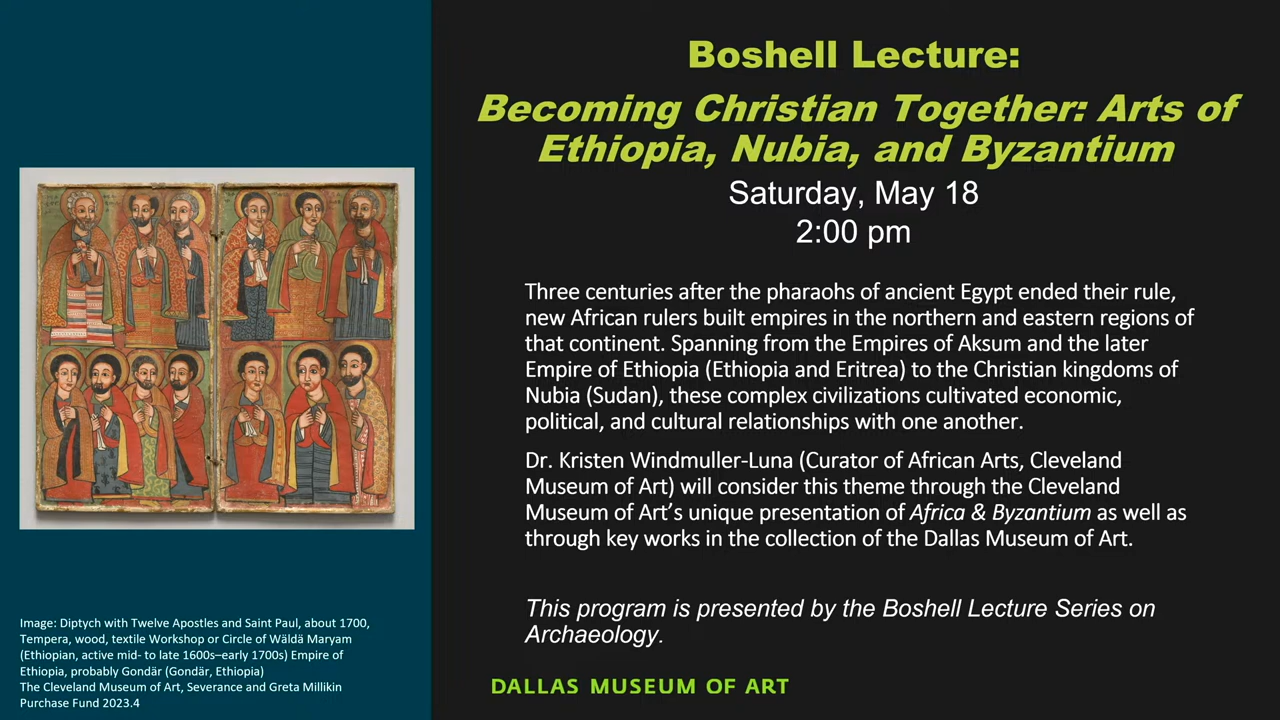 Boshell Lecture:
Becoming Christian Together: Arts of
Ethiopia, Nubia, and Byzantium
Saturday, May 18
2:00 pm
Three centuries after the pharaohs of ancient Egypt ended their rule,
new African rulers built empires in the northern and eastern regions of
that continent. Spanning from the Empires of Aksum and the later
Empire of Ethiopia (Ethiopia and Eritrea) to the Christian kingdoms of
Nubia (Sudan), these complex civilizations cultivated economic,
political, and cultural relationships with one another.
Dr. Kristen Windmuller-Luna (Curator of African Arts, Cleveland
Museum of Art) will consider this theme through the Cleveland
Museum of Art’s unique presentation of Africa & Byzantium as well as
through key works in the collection of the Dallas Museum of Art.
This program is presented by the Boshell Lecture Series on
Archaeology.
DALLAS MUSEUM OF ART
Image: Diptych with Twelve Apostles and Saint Paul, about 1700,
Tempera, wood, textile Workshop or Circle of Wäldä Maryam
(Ethiopian, active mid- to late 1600s–early 1700s) Empire of
Ethiopia, probably Gondär (Gondär, Ethiopia)
The Cleveland Museum of Art, Severance and Greta Millikin
Purchase Fund 2023.4